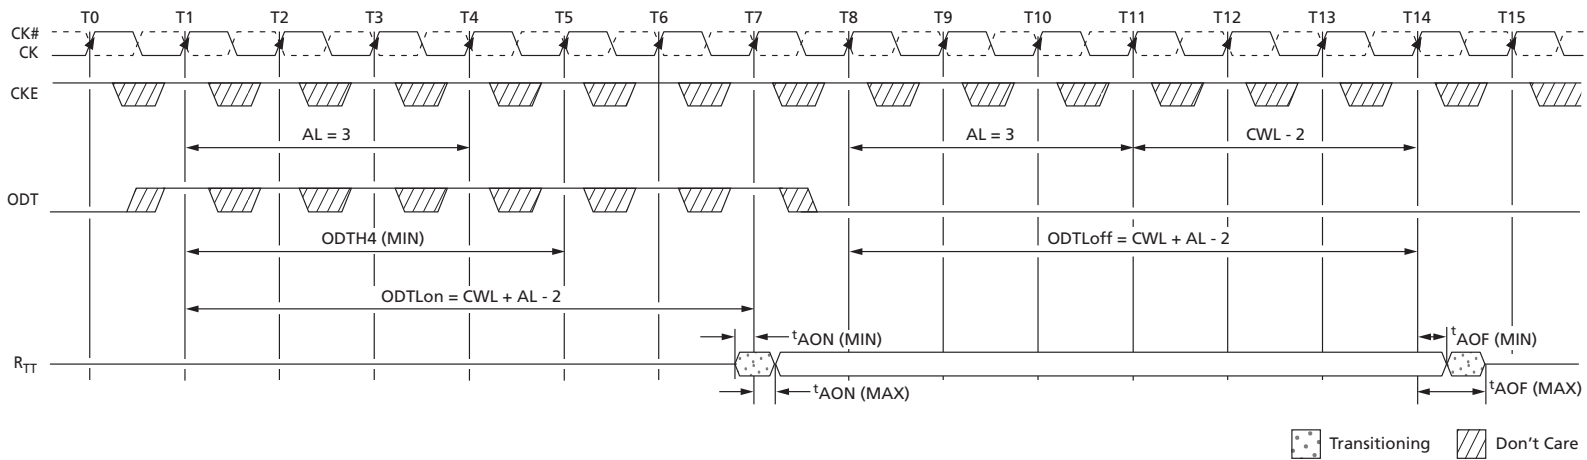 T0 T1 T2 T3 T4 T5 T6 T7 T8 T9 T10 T11 T12 T13 T14 T15
CK#
CK
CKE
AL = 3 AL = 3 CWL - 2
ODT
ODTH4 (MIN) ODTLoff = CWL + AL - 2
ODTLon = CWL + AL - 2
tAON (MIN) tAOF (MIN)
RTT
tAON (MAX) tAOF (MAX)
Transitioning Don't Care